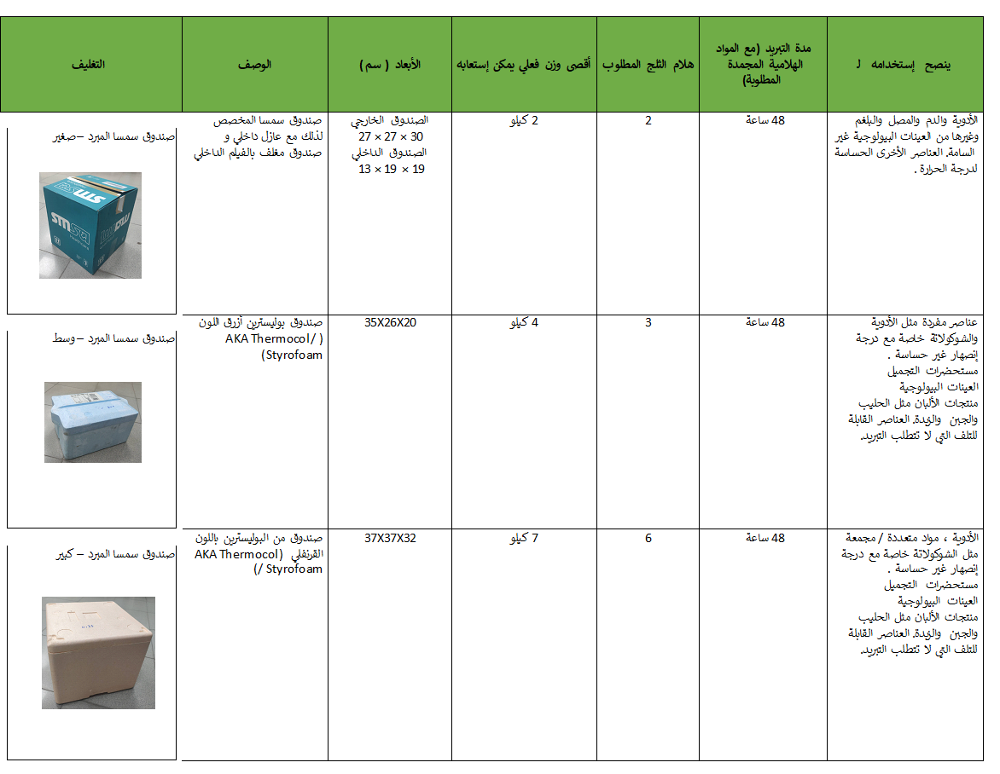 التغليف
الوصف
الأبعاد ( سم )
أقصى وزن فعلي يمكن إستعابه
هلام الثلج المطلوب
مدة التبريد (مع المواد
الهلامية المجمدة
المطلوبة)
ينصح إستخدامه لـ
صندوق سمسا المبرد –صغير
صندوق سمسا المخصص
لذلك مع عازل داخلي و
صندوق مغلف بالفيلم الداخلي
الصندوق الخارجي
27 × 27 × 30
الصندوق الداخلي
13 × 19 × 19
2 كيلو
2
48 ساعة
الأدوية والدم والمصل والبلغم
وغيرها من العينات البيولوجية غير
السامة. العناصر الأخرى الحساسة
لدرجة الحرارة .
صندوق سمسا المبرد –وسط
صندوق بوليسترين أزرق اللون
( AKA Thermocol /
Styrofoam)
35X26X20
4 كيلو
3
48 ساعة
عناصر مفردة مثل الأدوية
والشوكولاتة خاصة مع درجة
إنصهار غير حساسة .
مستحضرات التجميل
العينات البيولوجية
منتجات الألبان مثل الحليب
والجبن والزبدة. العناصر القابلة
للتلف التي لا تتطلب التبريد.
صندوق سمسا المبرد – كبير
صندوق من البوليسترين باللون
القرنفلي (AKA Thermocol
/ Styrofoam)
37X37X32
7 كيلو
6
48 ساعة
الأدوية ، مواد متعددة / مجمعة
مثل الشوكولاتة خاصة مع درجة
إنصهار غير حساسة .
مستحضرات التجميل
العينات البيولوجية
منتجات الألبان مثل الحليب
والجبن والزبدة. العناصر القابلة
للتلف التي لا تتطلب التبريد.
smsa
smsa